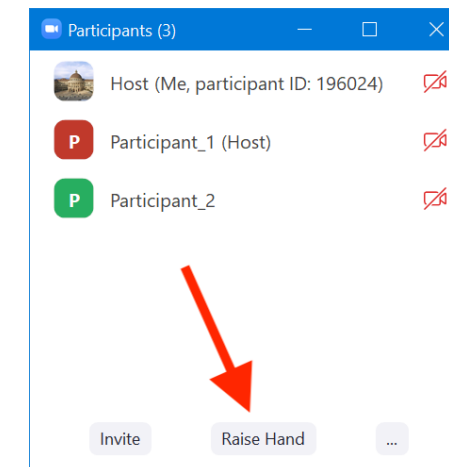 Participants (3)
Host (Me, participant ID: 196024)
P Participant_1 (Host)
P Participant_2
Invite Raise Hand ...